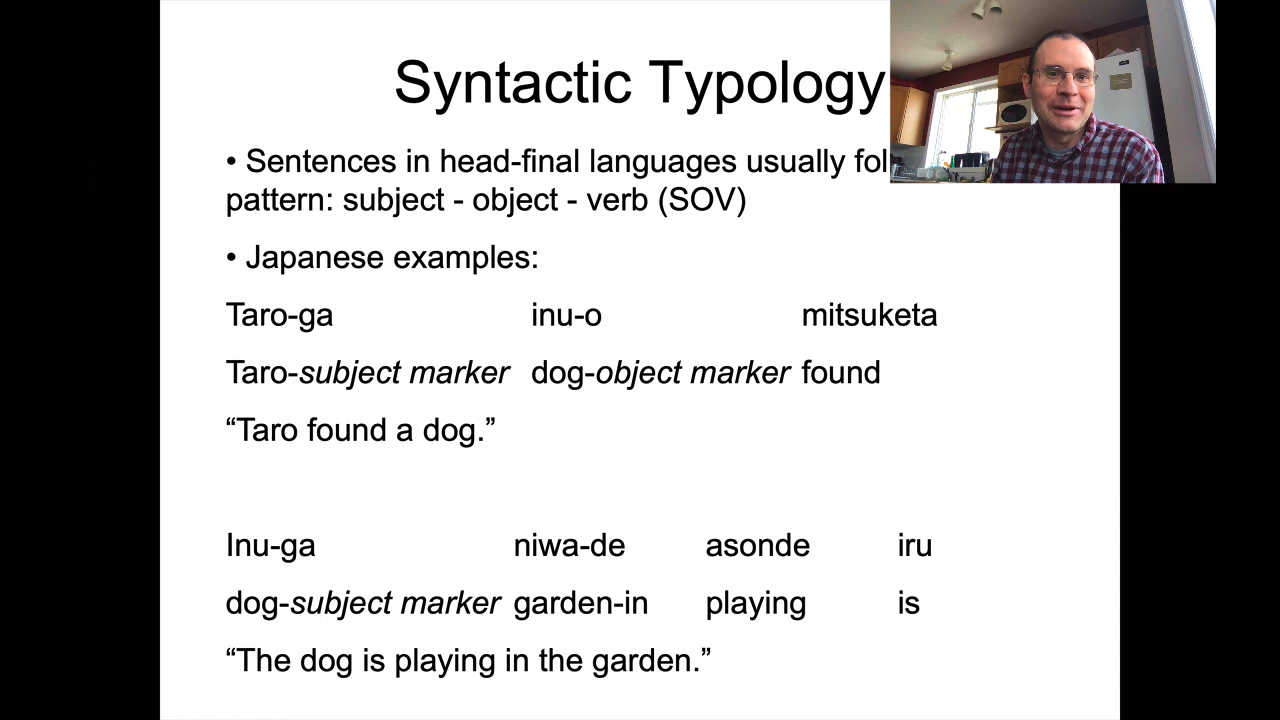 Syntactic Typology
• Sentences in head-final languages usually
pattern: subject - object - verb (SOV)
• Japanese examples:
Taro-ga inu-o mitsuketa
Taro-subject marker dog-object marker found
“Taro found a dog.”
Inu-ga niwa-de asonde iru
dog-subject marker garden-in playing is
“The dog is playing in the garden.”